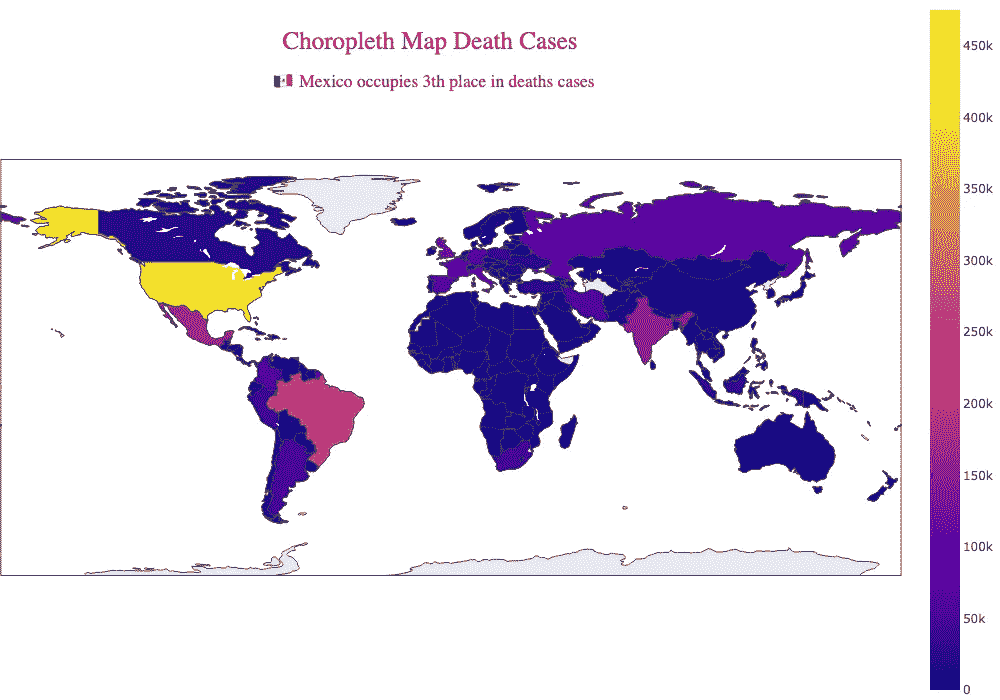 Choropleth Map Death Cases
🇲🇽 Mexico occupies 3th place in deaths cases
450k
400k
350k
300k
250k
200k
150k
100k
50k
0